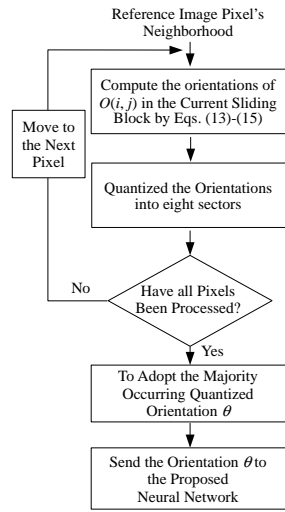 Reference Image Pixel's
Neighborhood
Compute the orientations of
O(i, j) in the Current Sliding
Block by Eqs. (13)-(15)
Move to
the Next
Pixel
Quantized the Orientations
into eight sectors
No
Have all Pixels
Been Processed?
Yes
To Adopt the Majority
Occurring Quantized
Orientation θ
Send the Orientation θ to
the Proposed
Neural Network